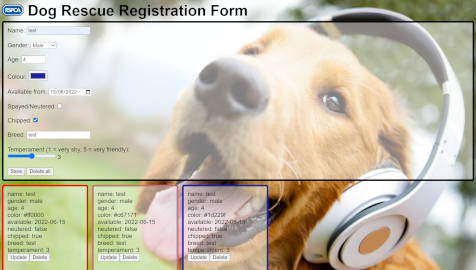 RSPCA Dog Rescue Registration Form
Name: test
Gender: Male
Age: 4
Colour:
Available from: 15/06/2022
Spayed/Neutered:
Chipped:
Breed: test
Temperament (1 = very shy, 5 = very friendly):
3
Save Delete all
name: test
gender: male
age: 4
color: #ff0000
available: 2022-06-15
neutered: false
chipped: true
breed: test
temperament: 3
Update Delete
name: test
gender: male
age: 4
color: #c67171
available: 2022-06-15
neutered: false
chipped: true
breed: test
temperament: 3
Update Delete
name: test
gender: male
age: 4
color: #1d229f
available: 2022-06-15
neutered: false
chipped: true
breed: test
temperament: 3
Update Delete